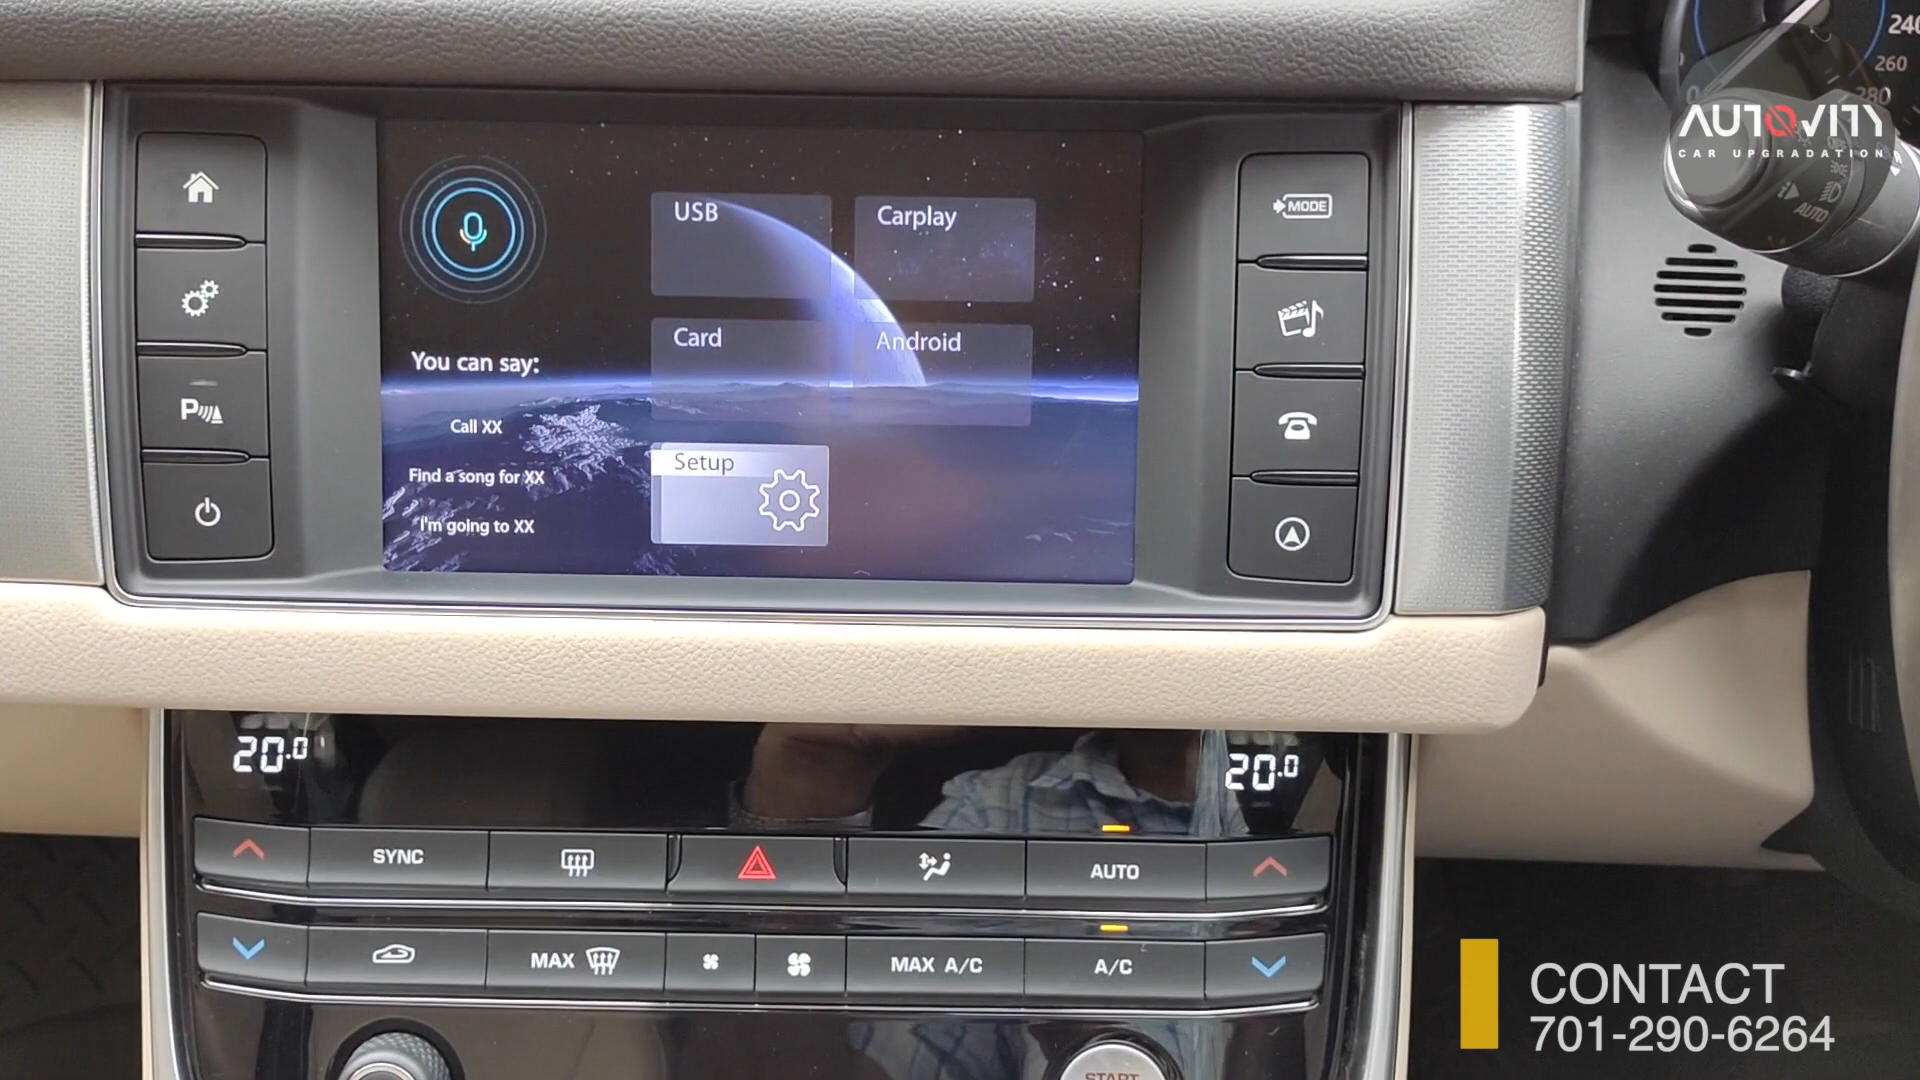 240
260
280
AUTOVITY
CAR UPGRADATION
AUTO
MODE
USB
Carplay
Card
Android
You can say:
Call XX
Find a song for XX
I'm going to XX
Setup
P
20.0
20.0
SYNC
AUTO
MAX
MAX A/C
A/C
START
CONTACT
701-290-6264